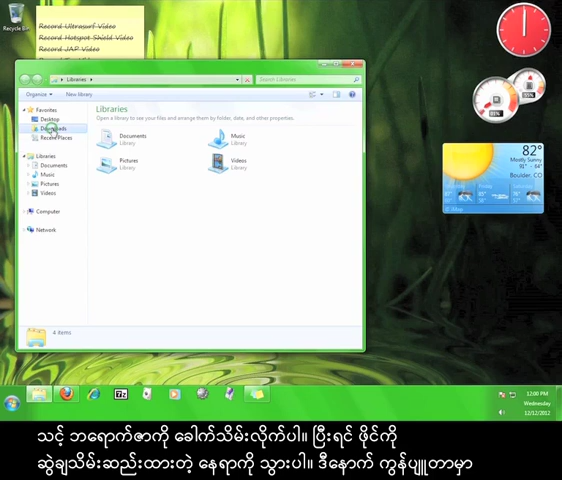 Recycle Bin
Record Ultrasurf Video
Record Hotspot Shield Video
Record JAP Video
Libraries
Search Libraries
Organize
New library
Favorites
Desktop
Downloads
Recent Places
Libraries
Documents
Music
Pictures
Videos
Computer
Network
Libraries
Open a library to see your files and arrange them by folder, date, and other properties.
Documents
Library
Music
Library
Pictures
Library
Videos
Library
4 items
82°
Mostly Sunny
91° - 64°
Boulder, CO
12:00 PM
Wednesday
12/12/2012
သင့် ဘရောက်ဇာကို ခေါက်သိမ်းလိုက်ပါ။ ပြီးရင် ဖိုင်ကို
ဆွဲချသိမ်းဆည်းထားတဲ့ နေရာကို သွားပါ။ ဒီနောက် ကွန်ပျူတာမှာ